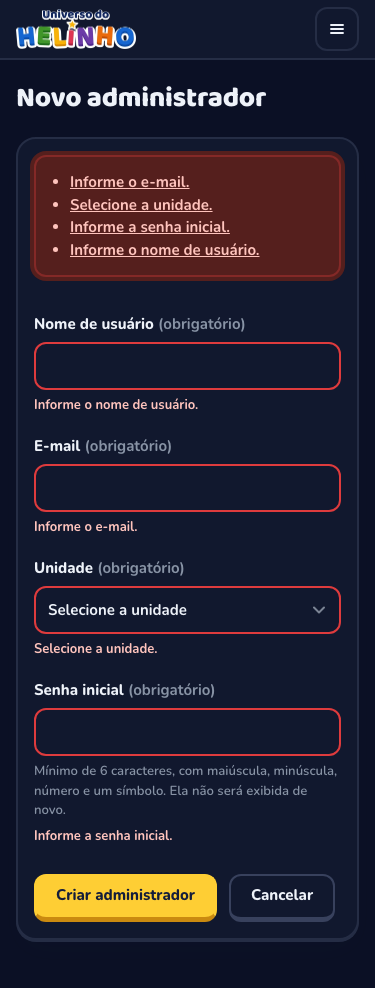 Universo do
HELINHO
Novo administrador
Informe o e-mail.
Selecione a unidade.
Informe a senha inicial.
Informe o nome de usuário.
Nome de usuário (obrigatório)
Informe o nome de usuário.
E-mail (obrigatório)
Informe o e-mail.
Unidade (obrigatório)
Selecione a unidade
Selecione a unidade.
Senha inicial (obrigatório)
Mínimo de 6 caracteres, com maiúscula, minúscula,
número e um símbolo. Ela não será exibida de
novo.
Informe a senha inicial.
Criar administrador
Cancelar